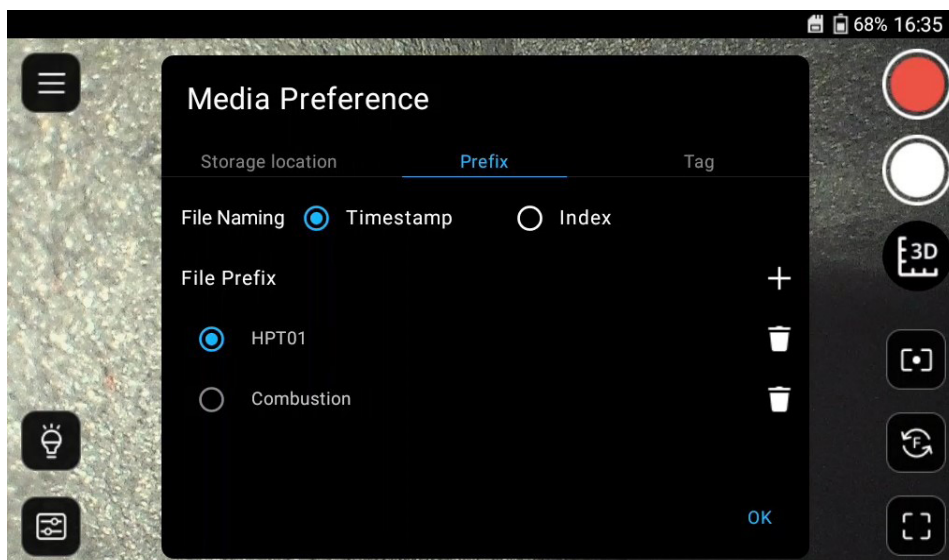 68% 16:35
Media Preference
Storage location Prefix Tag
File Naming Timestamp Index
File Prefix
3D
HPT01
Combustion
F
OK